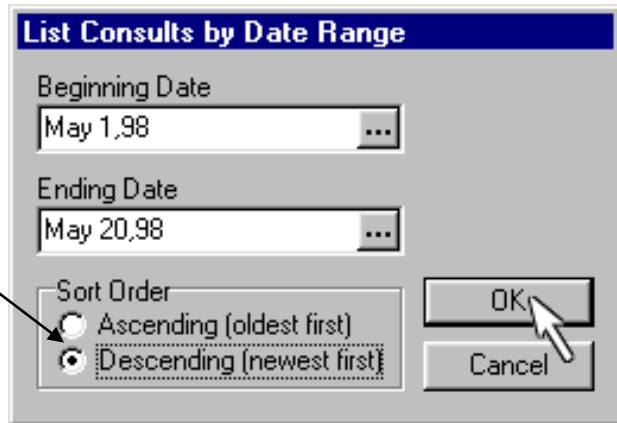 List Consults by Date Range
Beginning Date
May 1,98
...
Ending Date
May 20,98
...
Sort Order
Ascending (oldest first)
Descending (newest first)
OK
Cancel